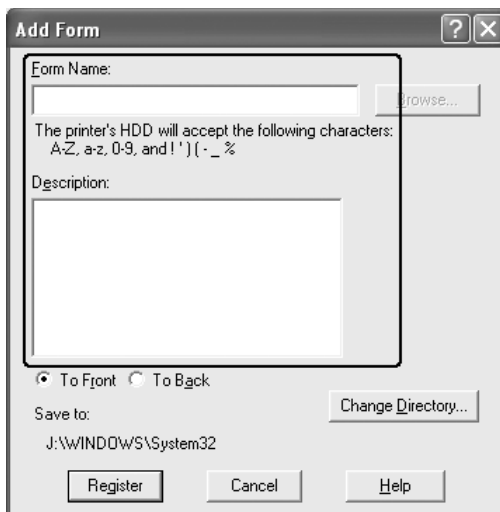 Add Form
Form Name:
Browse...
The printer's HDD will accept the following characters:
A-Z, a-z, 0-9, and ! ' ) ( - _ %
Description:
To Front To Back
Change Directory...
Save to:
J:\WINDOWS\System32
Register Cancel Help